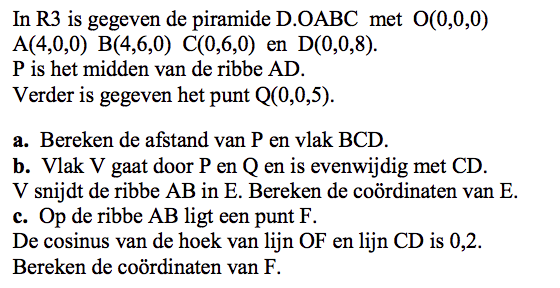 In R3 is gegeven de piramide D.OABC met O(0,0,0)
A(4,0,0) B(4,6,0) C(0,6,0) en D(0,0,8).
P is het midden van de ribbe AD.
Verder is gegeven het punt Q(0,0,5).
a. Bereken de afstand van P en vlak BCD.
b. Vlak V gaat door P en Q en is evenwijdig met CD.
V snijdt de ribbe AB in E. Bereken de coördinaten van E.
c. Op de ribbe AB ligt een punt F.
De cosinus van de hoek van lijn OF en lijn CD is 0,2.
Bereken de coördinaten van F.